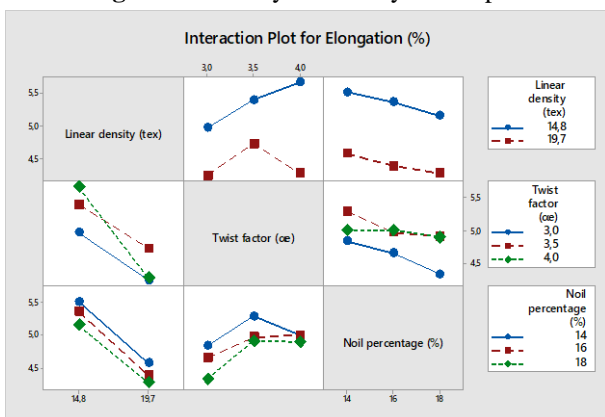 Interaction Plot for Elongation (%)
3,0 3,5 4,0
5,5
5,0
4,5
Linear density (tex)
Linear
density
(tex)
14,8
19,7
Twist factor (αe)
5,5
5,0
4,5
Twist
factor
(αe)
3,0
3,5
4,0
5,5
5,0
4,5
Noil percentage (%)
Noil
percentage
(%)
14
16
18
14,8 19,7 14 16 18